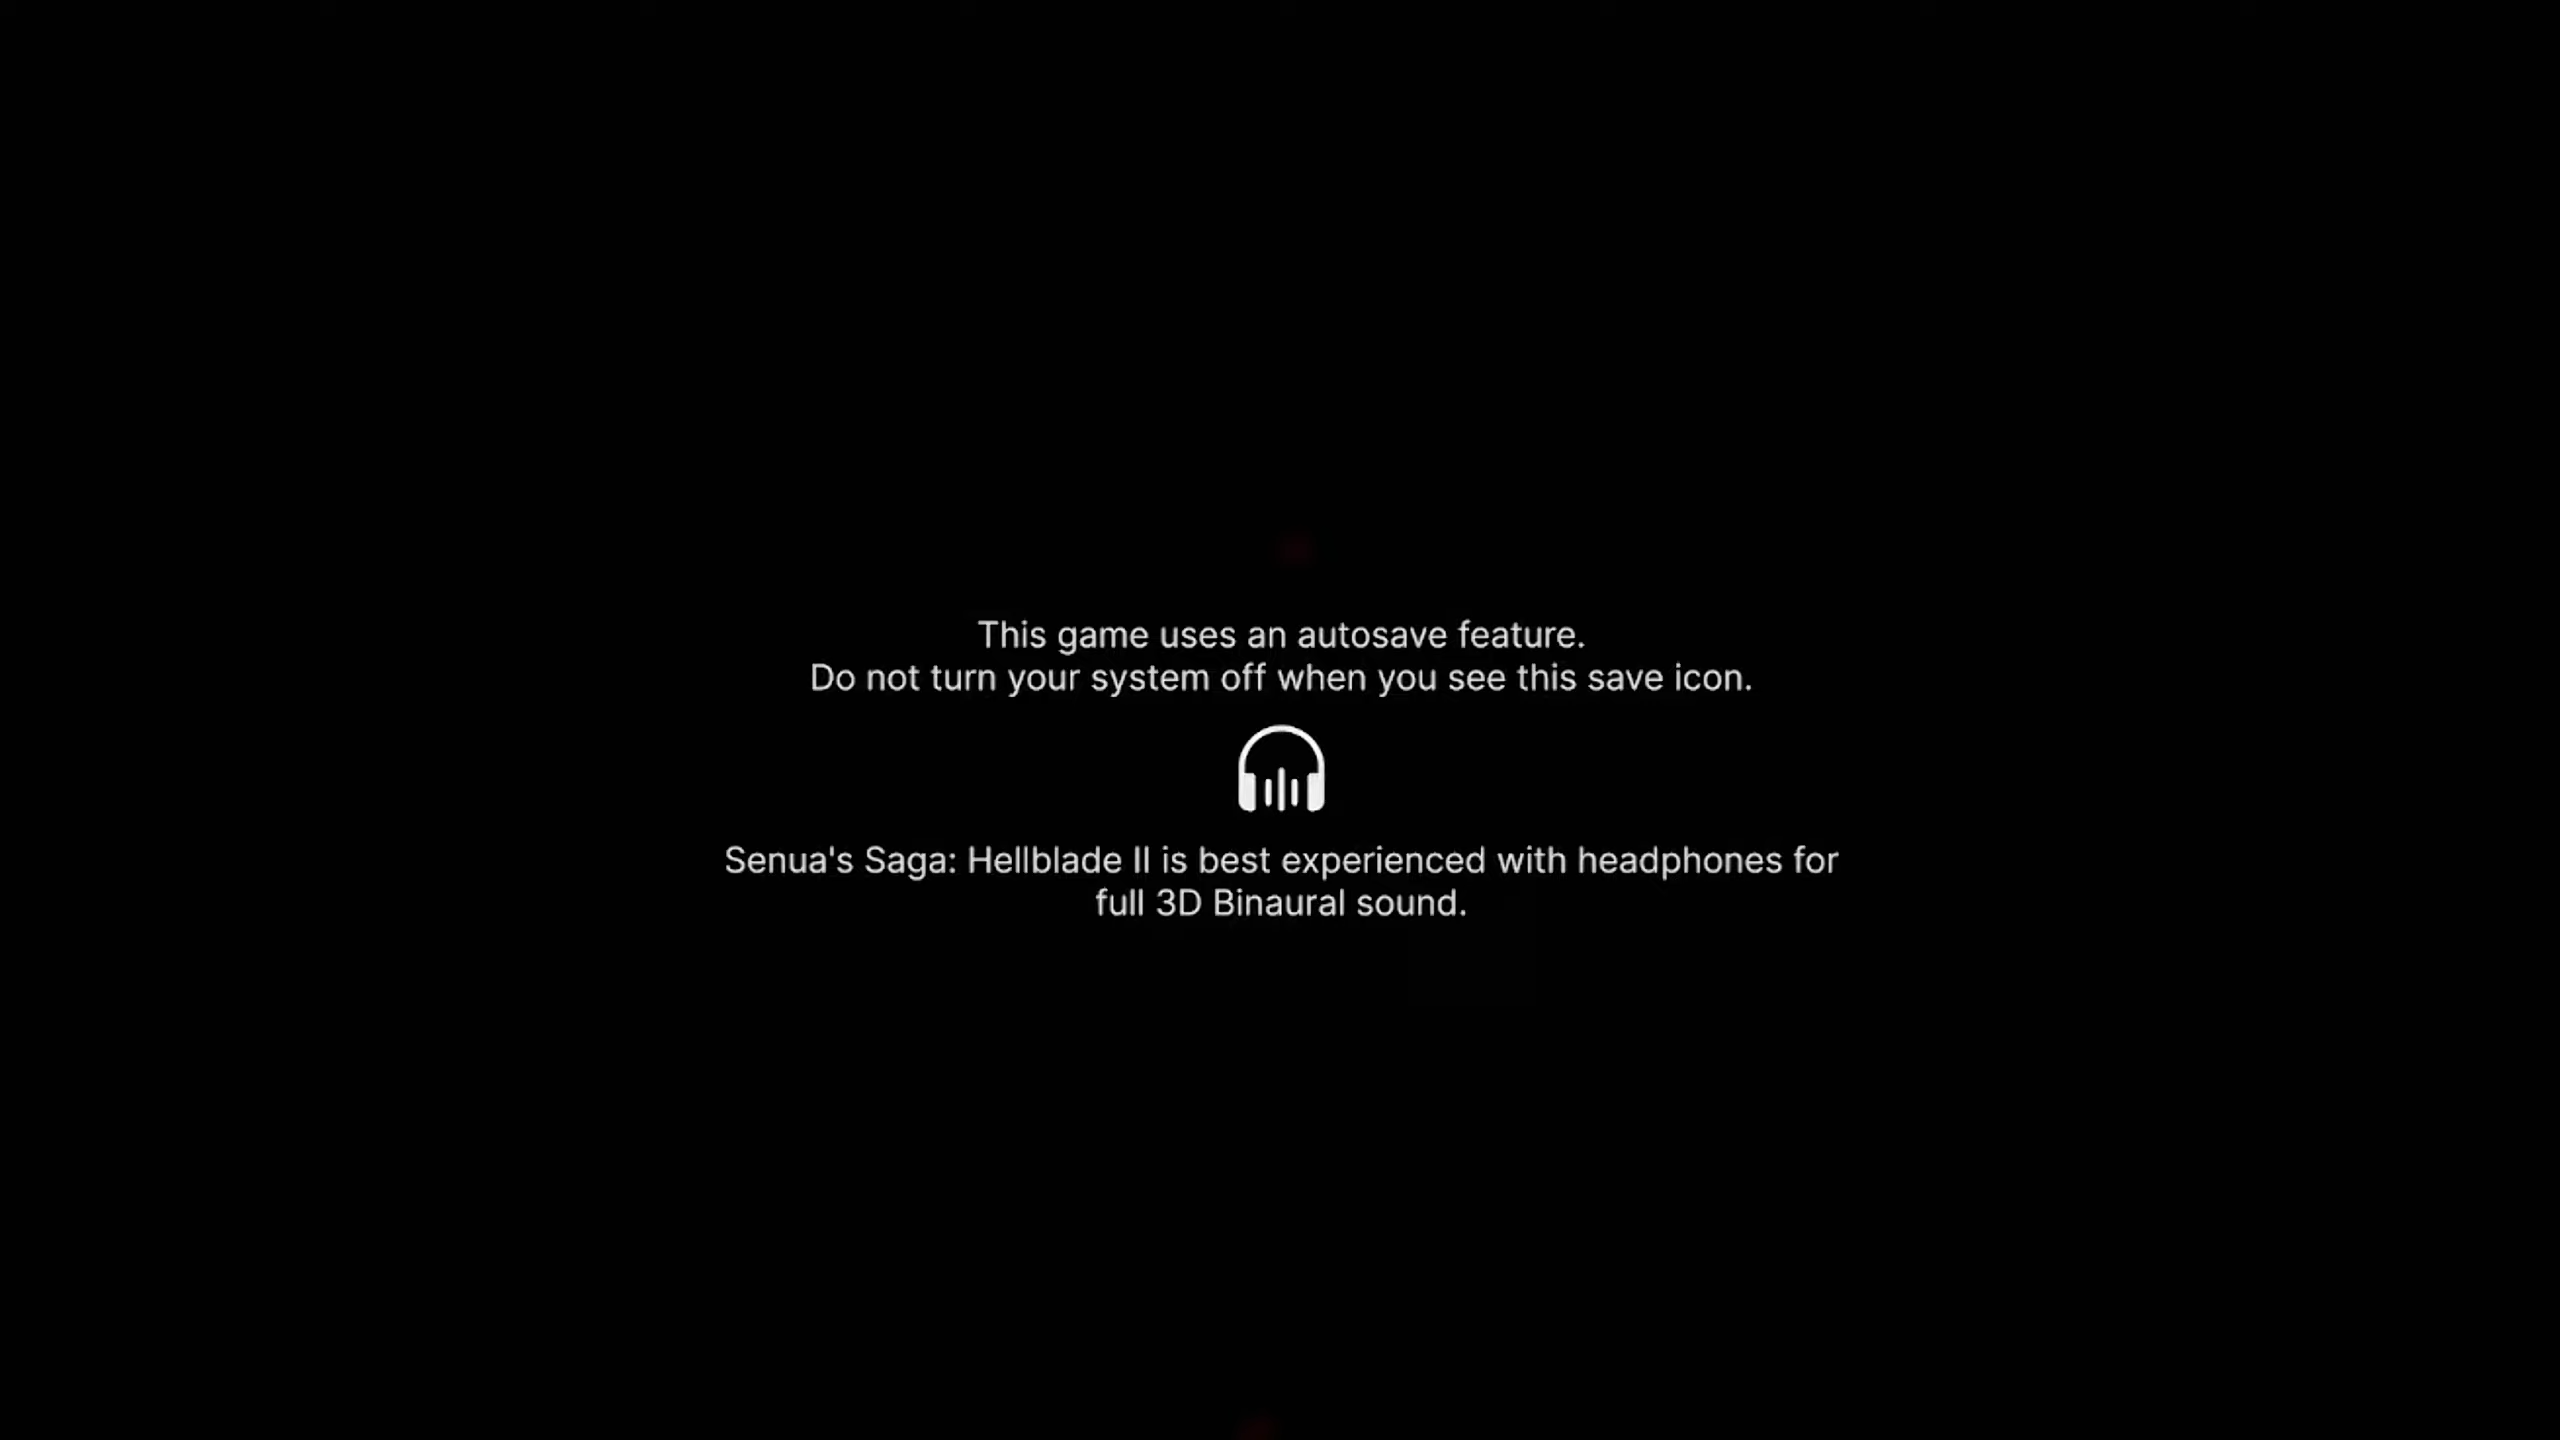 This game uses an autosave feature.
Do not turn your system off when you see this save icon.
Senua's Saga: Hellblade II is best experienced with headphones for
full 3D Binaural sound.